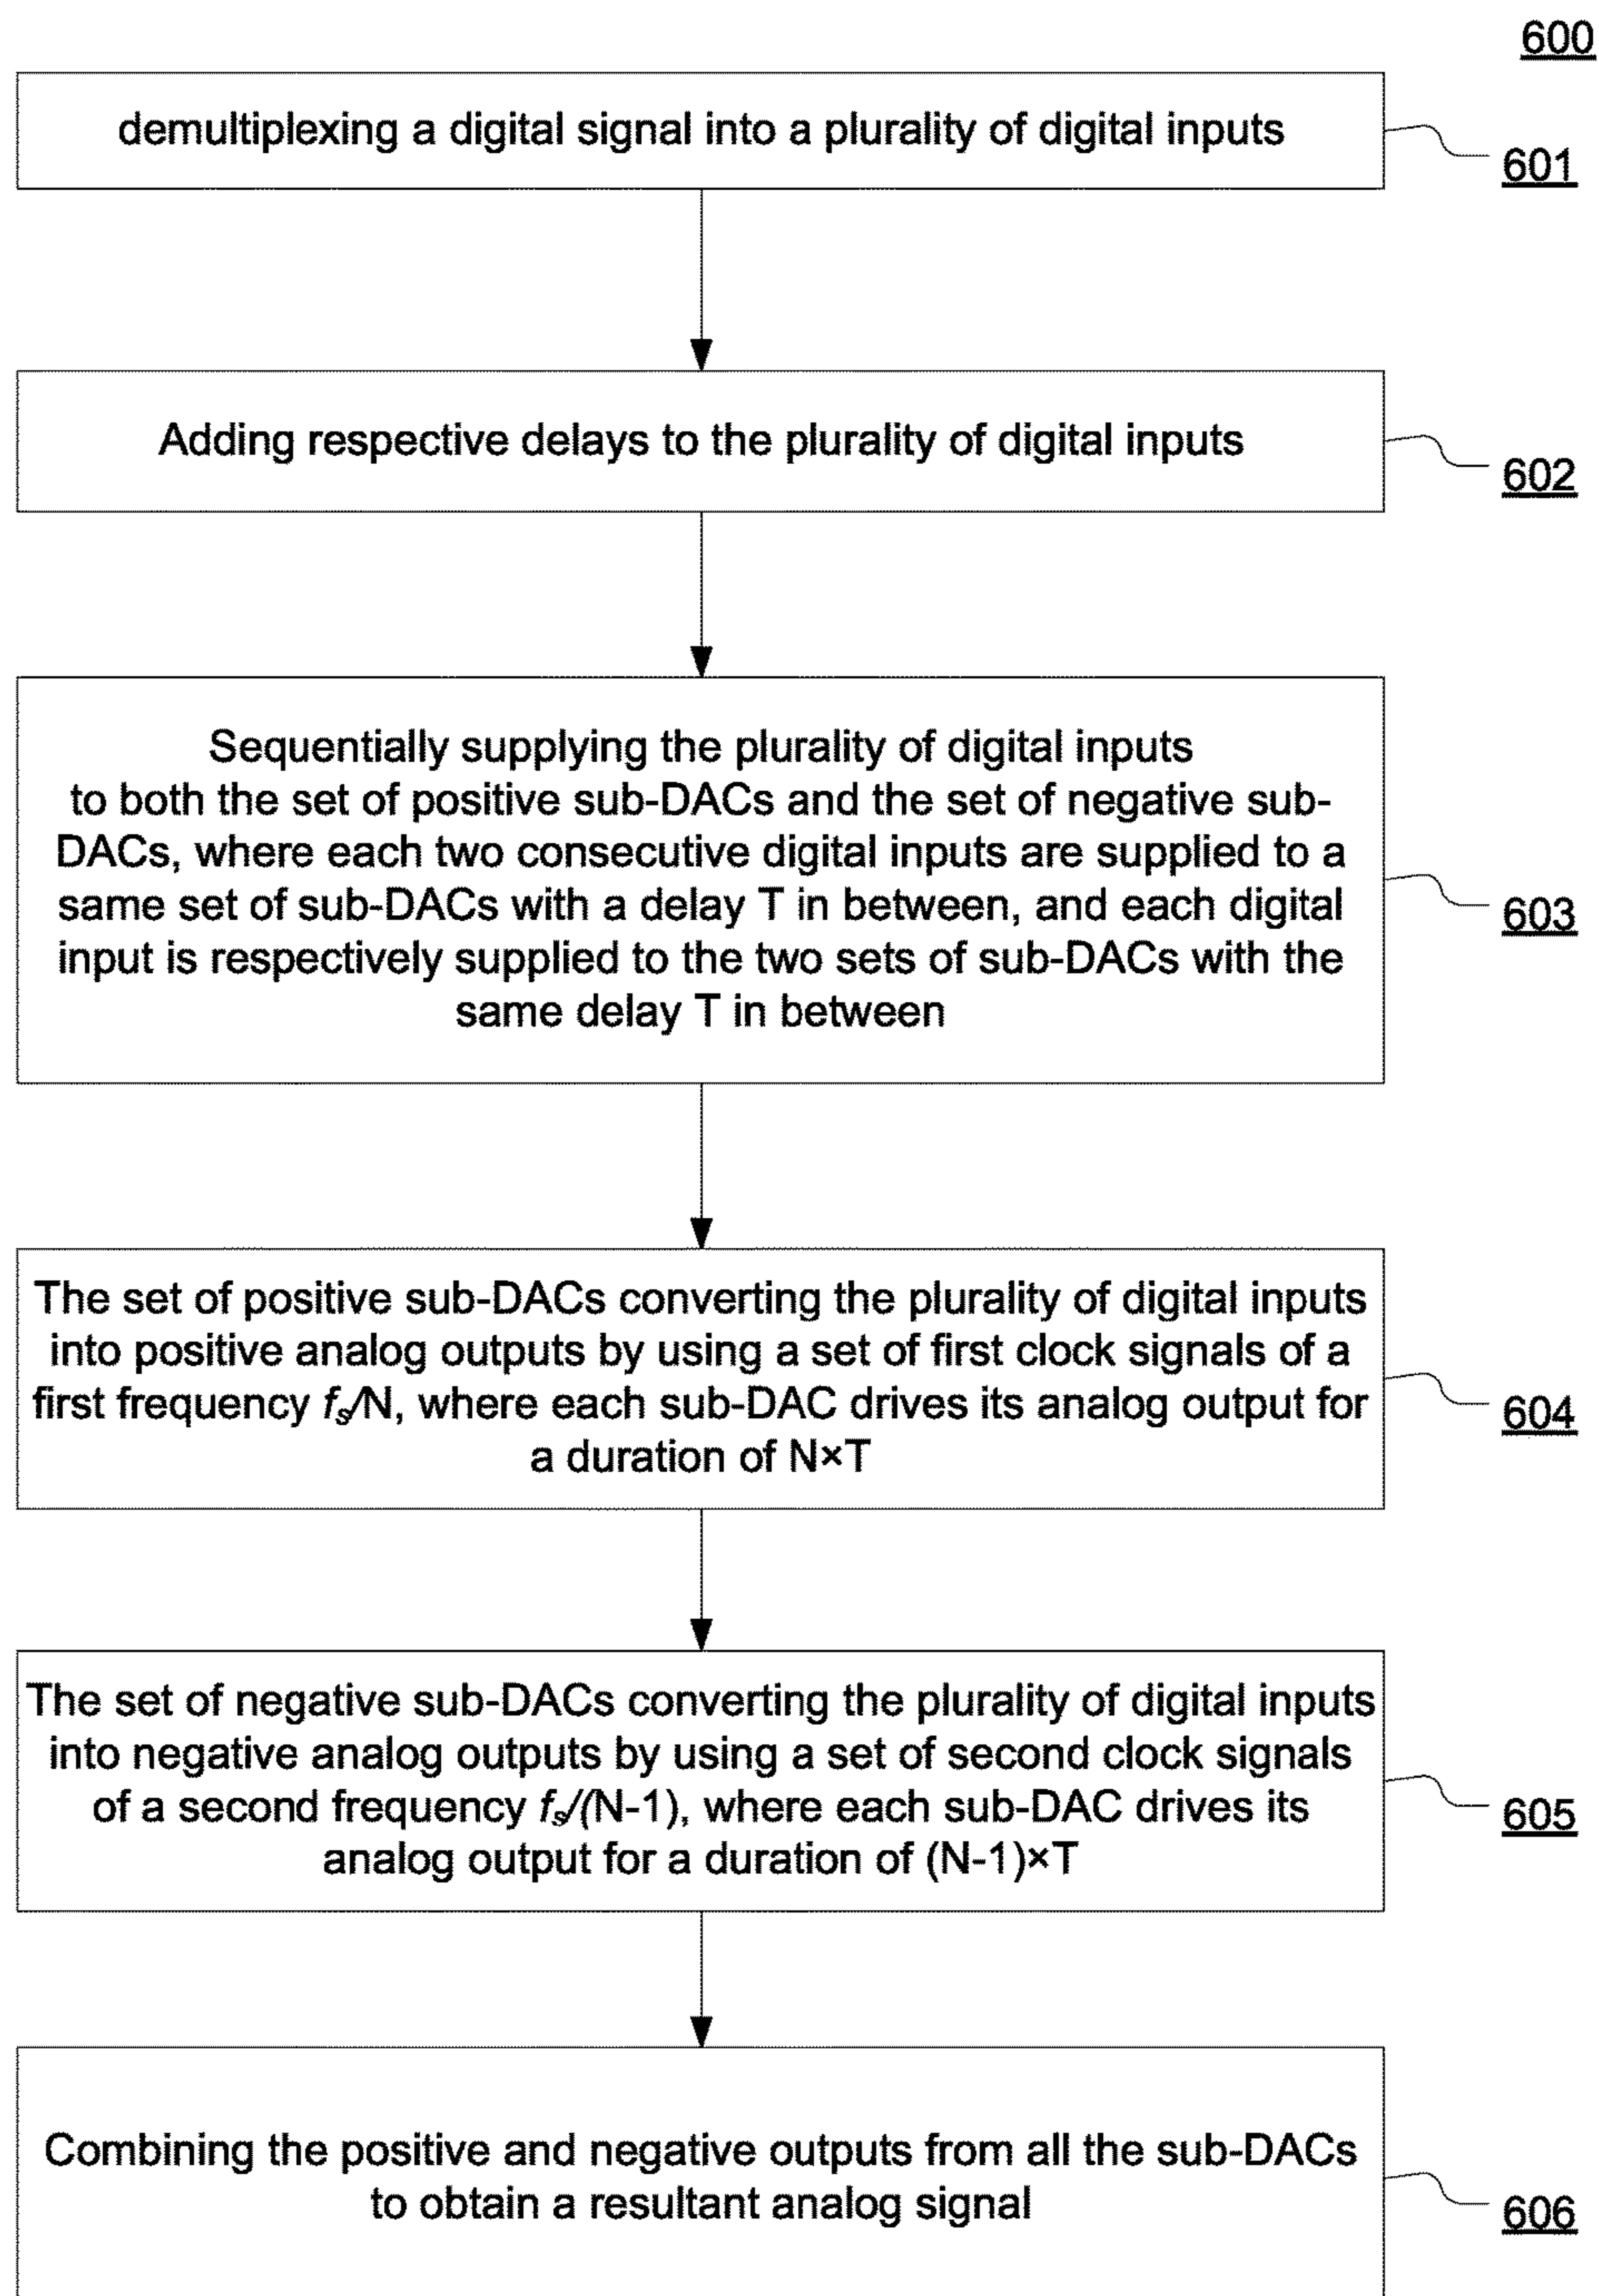 600
demultiplexing a digital signal into a plurality of digital inputs
601
Adding respective delays to the plurality of digital inputs
602
Sequentially supplying the plurality of digital inputs
to both the set of positive sub-DACs and the set of negative sub-
DACs, where each two consecutive digital inputs are supplied to a
same set of sub-DACs with a delay T in between, and each digital
input is respectively supplied to the two sets of sub-DACs with the
same delay T in between
603
The set of positive sub-DACs converting the plurality of digital inputs
into positive analog outputs by using a set of first clock signals of a
first frequency fs/N, where each sub-DAC drives its analog output for
a duration of N×T
604
The set of negative sub-DACs converting the plurality of digital inputs
into negative analog outputs by using a set of second clock signals
of a second frequency fs/(N-1), where each sub-DAC drives its
analog output for a duration of (N-1)×T
605
Combining the positive and negative outputs from all the sub-DACs
to obtain a resultant analog signal
606